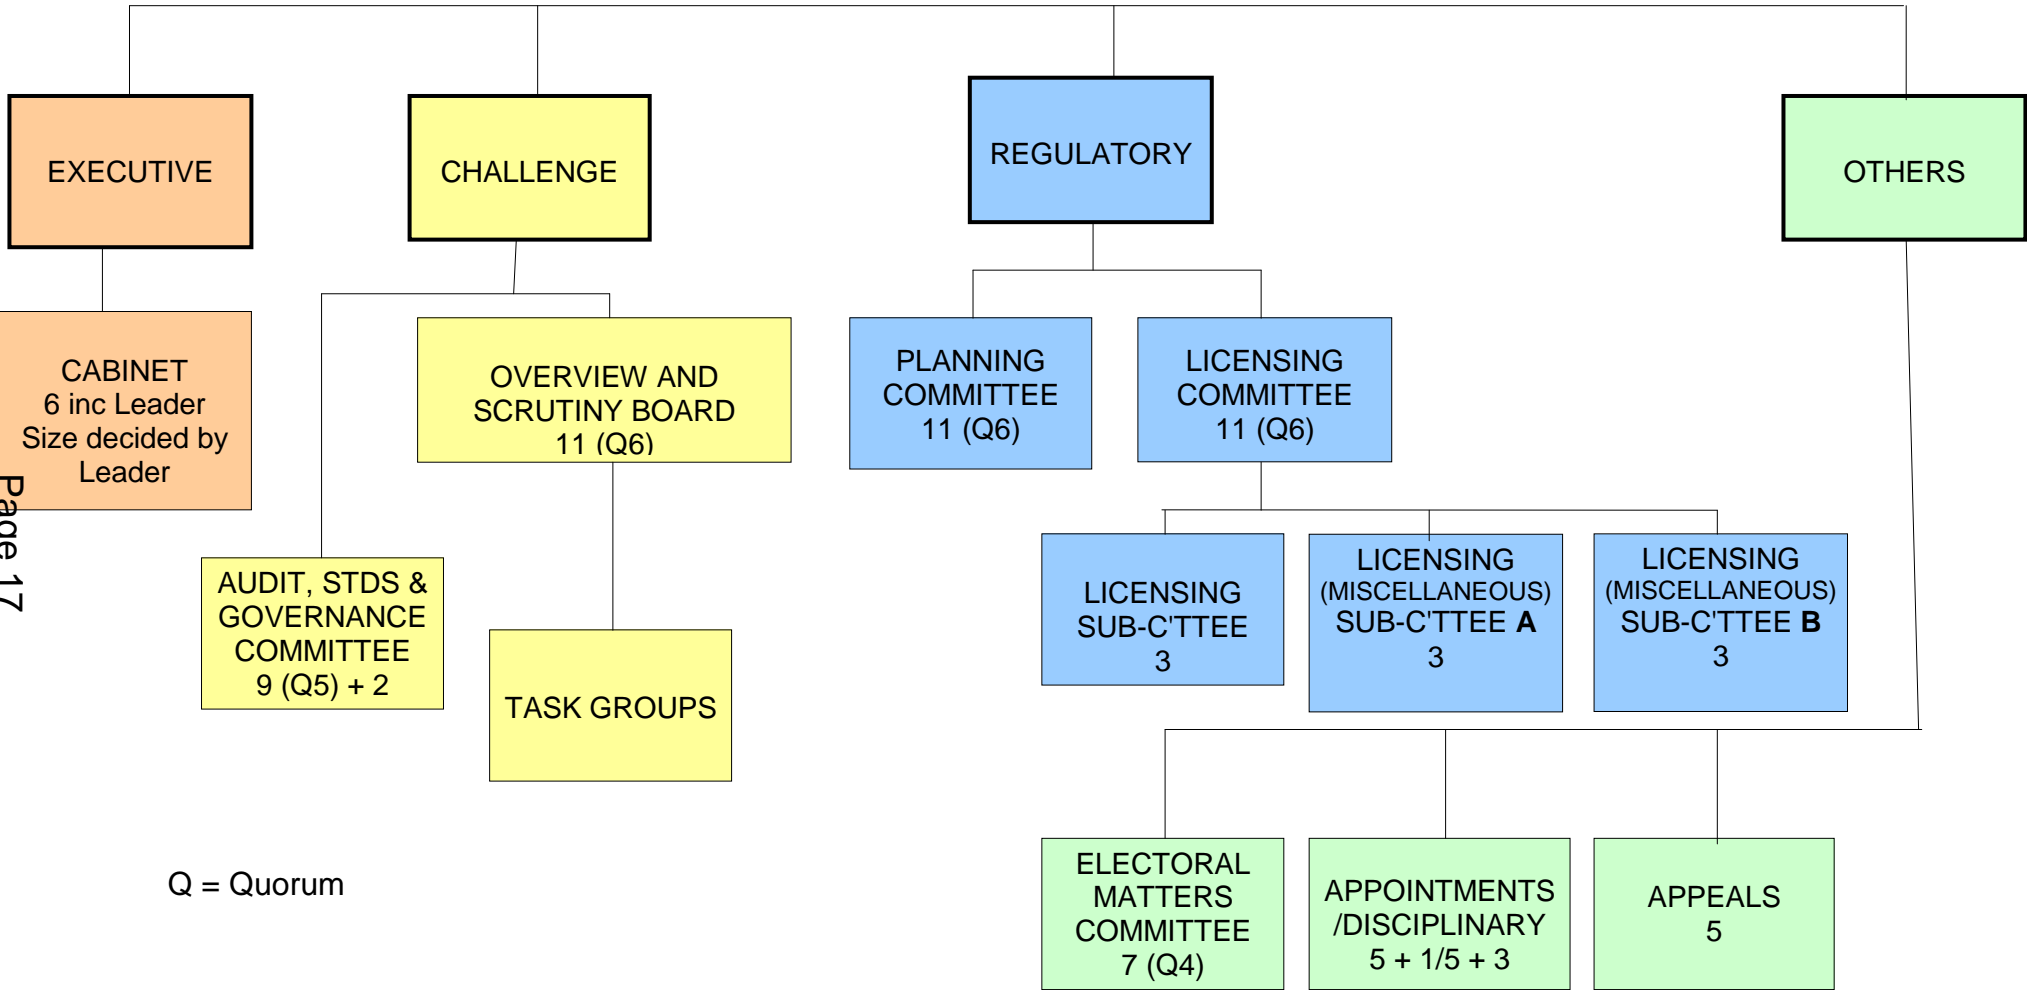 EXECUTIVE
CHALLENGE
REGULATORY
OTHERS
CABINET
6 inc Leader
Size decided by
Leader
OVERVIEW AND
SCRUTINY BOARD
11 (Q6)
PLANNING
COMMITTEE
11 (Q6)
LICENSING
COMMITTEE
11 (Q6)
AUDIT, STDS &
GOVERNANCE
COMMITTEE
9 (Q5) + 2
TASK GROUPS
LICENSING
SUB-C'TTEE
3
LICENSING
(MISCELLANEOUS)
SUB-C'TTEE A
3
LICENSING
(MISCELLANEOUS)
SUB-C'TTEE B
3
ELECTORAL
MATTERS
COMMITTEE
7 (Q4)
APPOINTMENTS
/DISCIPLINARY
5 + 1/5 + 3
APPEALS
5
Q = Quorum
Page 17